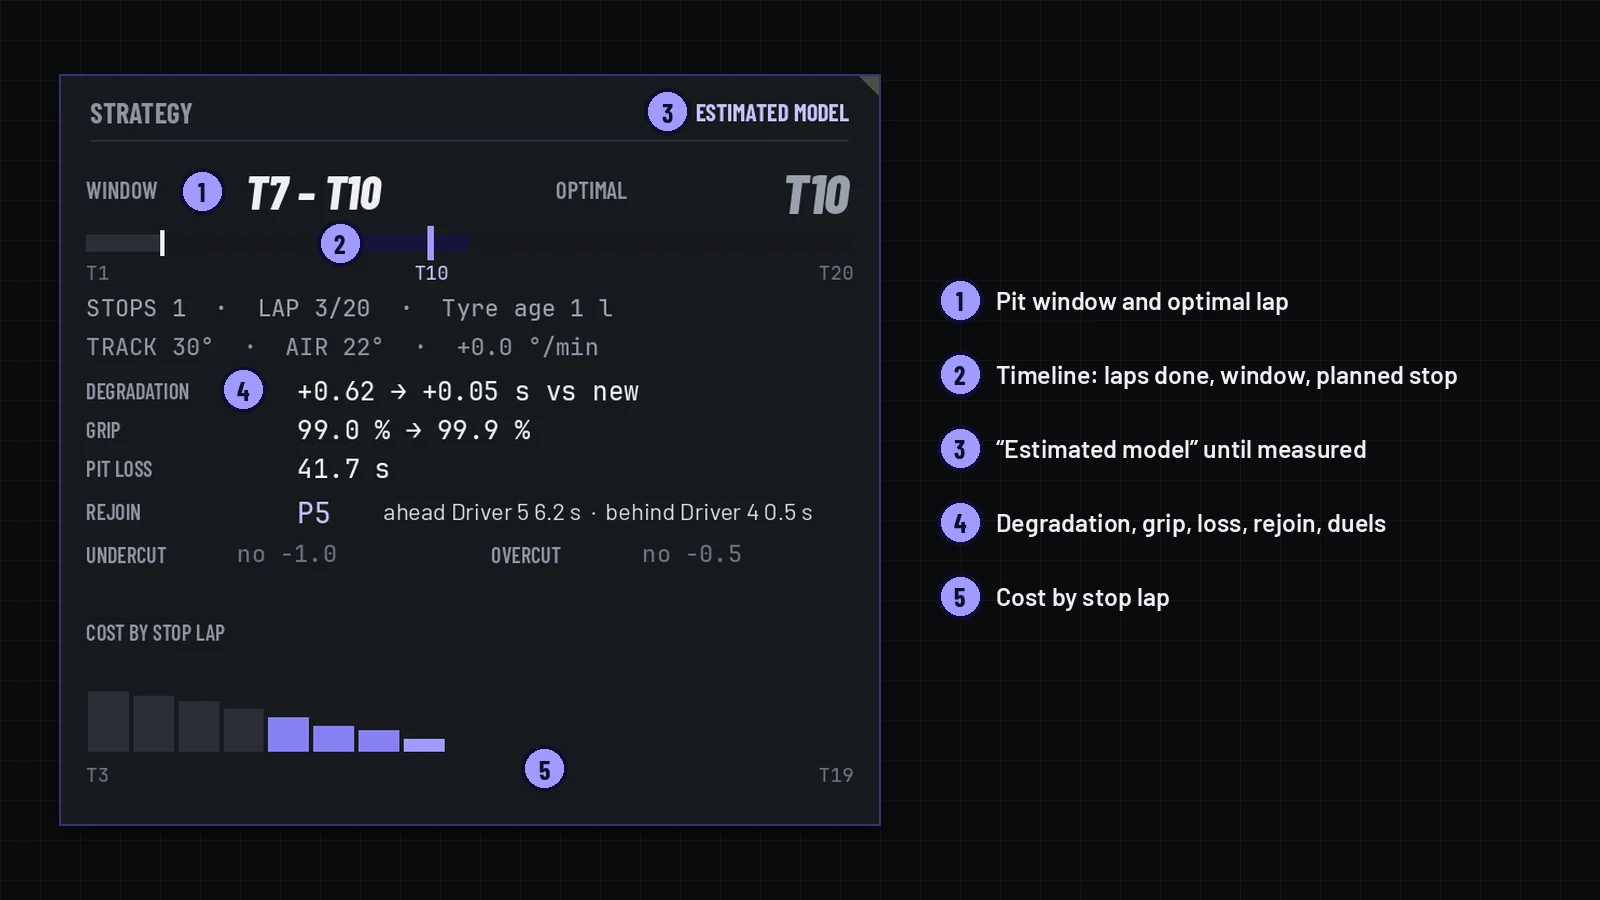 STRATEGY 3 ESTIMATED MODEL
WINDOW 1 T7 - T10 OPTIMAL T10
2
T1 T10 T20
STOPS 1 · LAP 3/20 · Tyre age 1 l
TRACK 30° · AIR 22° · +0.0 °/min
DEGRADATION 4 +0.62 → +0.05 s vs new
GRIP 99.0 % → 99.9 %
PIT LOSS 41.7 s
REJOIN P5 ahead Driver 5 6.2 s · behind Driver 4 0.5 s
UNDERCUT no -1.0 OVERCUT no -0.5
COST BY STOP LAP
5
T3 T19
1 Pit window and optimal lap
2 Timeline: laps done, window, planned stop
3 “Estimated model” until measured
4 Degradation, grip, loss, rejoin, duels
5 Cost by stop lap